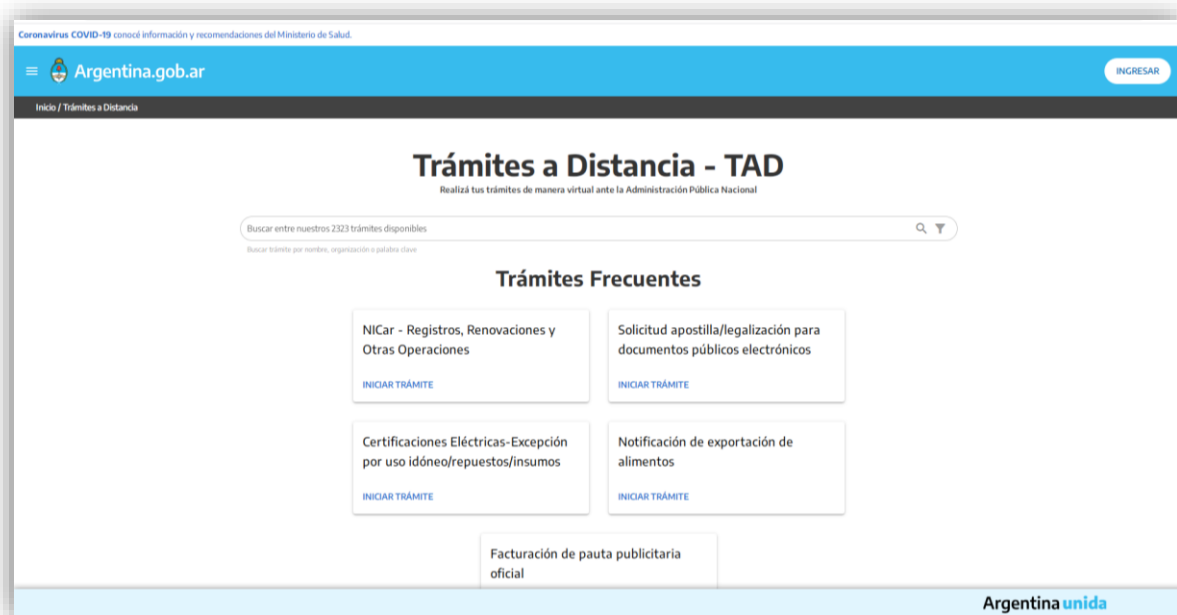 Coronavirus COVID-19 conocé información y recomendaciones del Ministerio de Salud.
Argentina.gob.ar
INGRESAR
Inicio / Trámites a Distancia
Trámites a Distancia - TAD
Realizá tus trámites de manera virtual ante la Administración Pública Nacional
Buscar entre nuestros 2323 trámites disponibles
Buscar trámite por nombre, organización o palabra clave
Trámites Frecuentes
NICar - Registros, Renovaciones y
Otras Operaciones
INICIAR TRÁMITE
Solicitud apostilla/legalización para
documentos públicos electrónicos
INICIAR TRÁMITE
Certificaciones Eléctricas-Excepción
por uso idóneo/repuestos/insumos
INICIAR TRÁMITE
Notificación de exportación de
alimentos
INICIAR TRÁMITE
Facturación de pauta publicitaria
oficial
Argentina unida